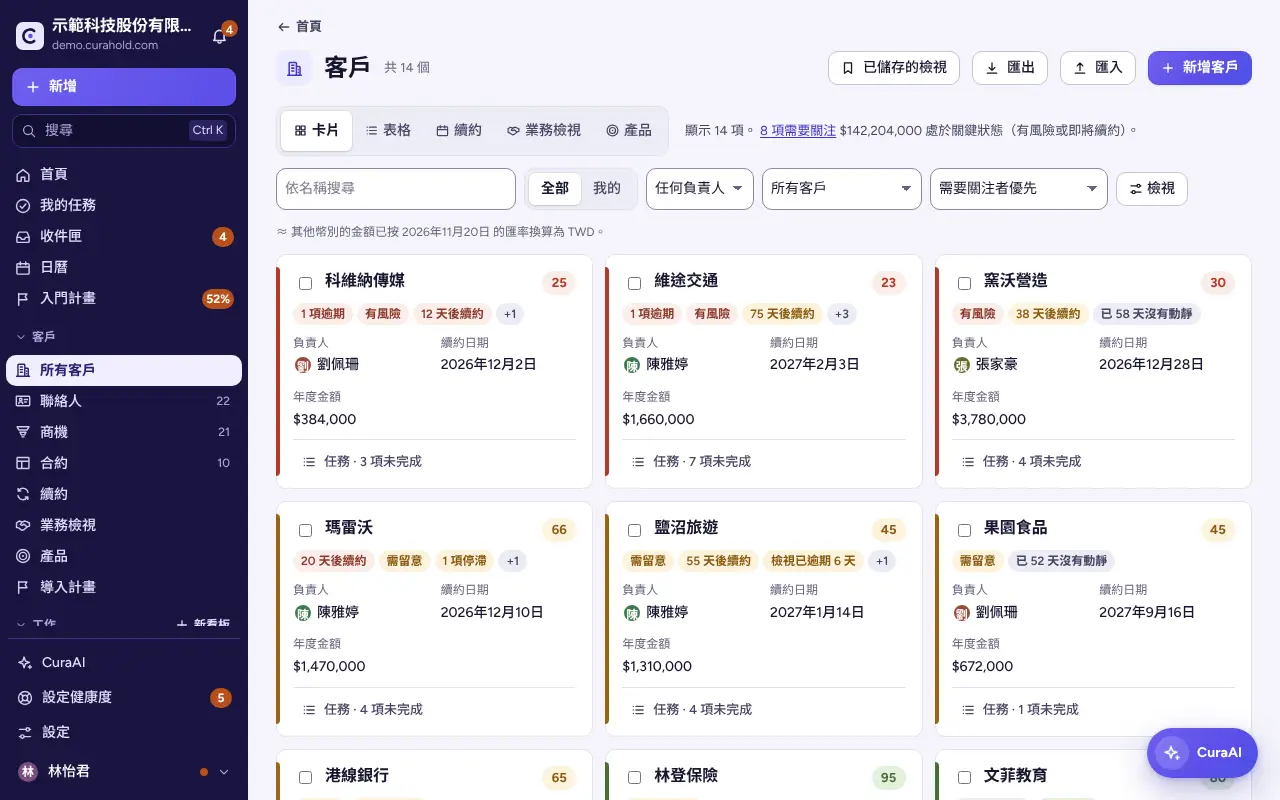 示範科技股份有限...
demo.curahold.com
4
新增
搜尋 Ctrl K
首頁
我的任務
收件匣 4
日曆
入門計畫 52%
客戶
所有客戶
聯絡人 22
商機 21
合約 10
續約
業務檢視
產品
導入計畫
工作 新看板
CuraAI
設定健康度 5
設定
林 林怡君
首頁
客戶 共 14 個
已儲存的檢視 匯出 匯入 新增客戶
卡片 表格 續約 業務檢視 產品 顯示 14 項。 8 項需要關注 $142,204,000 處於關鍵狀態（有風險或即將續約）。
依名稱搜尋 全部 我的 任何負責人 所有客戶 需要關注者優先 檢視
≈ 其他幣別的金額已按 2026年11月20日 的匯率換算為 TWD。
科維納傳媒 25
1 項逾期 有風險 12 天後續約 +1
負責人 續約日期
劉 劉佩珊 2026年12月2日
年度金額
$384,000
任務 · 3 項未完成
維途交通 23
1 項逾期 有風險 75 天後續約 +3
負責人 續約日期
陳 陳雅婷 2027年2月3日
年度金額
$1,660,000
任務 · 7 項未完成
窯沃營造 30
有風險 38 天後續約 已 58 天沒有動靜
負責人 續約日期
張 張家豪 2026年12月28日
年度金額
$3,780,000
任務 · 4 項未完成
瑪雷沃 66
20 天後續約 需留意 1 項停滯 +1
負責人 續約日期
陳 陳雅婷 2026年12月10日
年度金額
$1,470,000
任務 · 4 項未完成
鹽沼旅遊 45
需留意 55 天後續約 檢視已逾期 6 天 +1
負責人 續約日期
陳 陳雅婷 2027年1月14日
年度金額
$1,310,000
任務 · 4 項未完成
果園食品 45
需留意 已 52 天沒有動靜
負責人 續約日期
劉 劉佩珊 2027年9月16日
年度金額
$672,000
任務 · 1 項未完成
港線銀行 65
林登保險 95
文菲教育
CuraAI